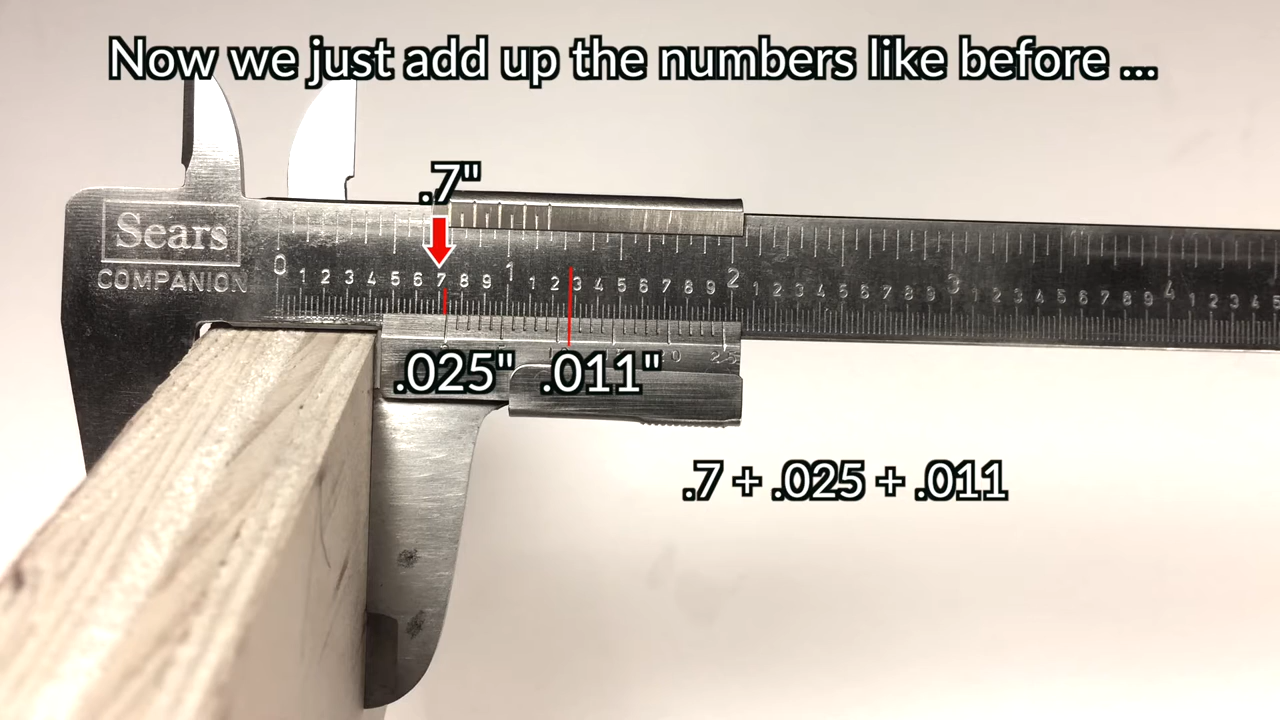 Now we just add up the numbers like before ...
.7"
Sears
COMPANION
0 1 2 3 4 5 6 7 8 9 1 1 2 3 4 5 6 7 8 9 2 1 2 3 4 5 6 7 8 9 3 1 2 3 4 5 6 7 8 9 4 1 2 3 4 5
25
.025" .011"
.7 + .025 + .011